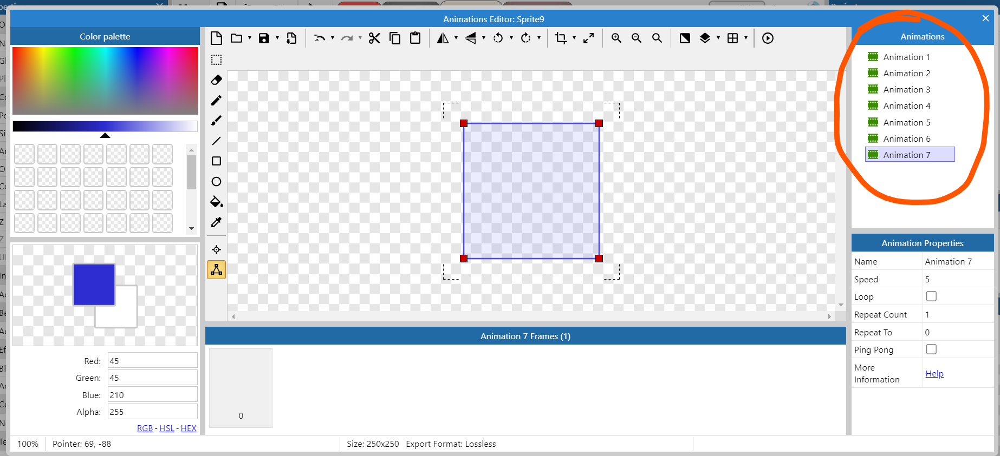 Animations Editor: Sprite9
Color palette
Animations
Animation 1
Animation 2
Animation 3
Animation 4
Animation 5
Animation 6
Animation 7
Animation Properties
Name Animation 7
Speed 5
Loop
Repeat Count 1
Repeat To 0
Ping Pong
More
Information Help
Animation 7 Frames (1)
0
Red: 45
Green: 45
Blue: 210
Alpha: 255
RGB - HSL - HEX
100% Pointer: 69, -88 Size: 250x250 Export Format: Lossless